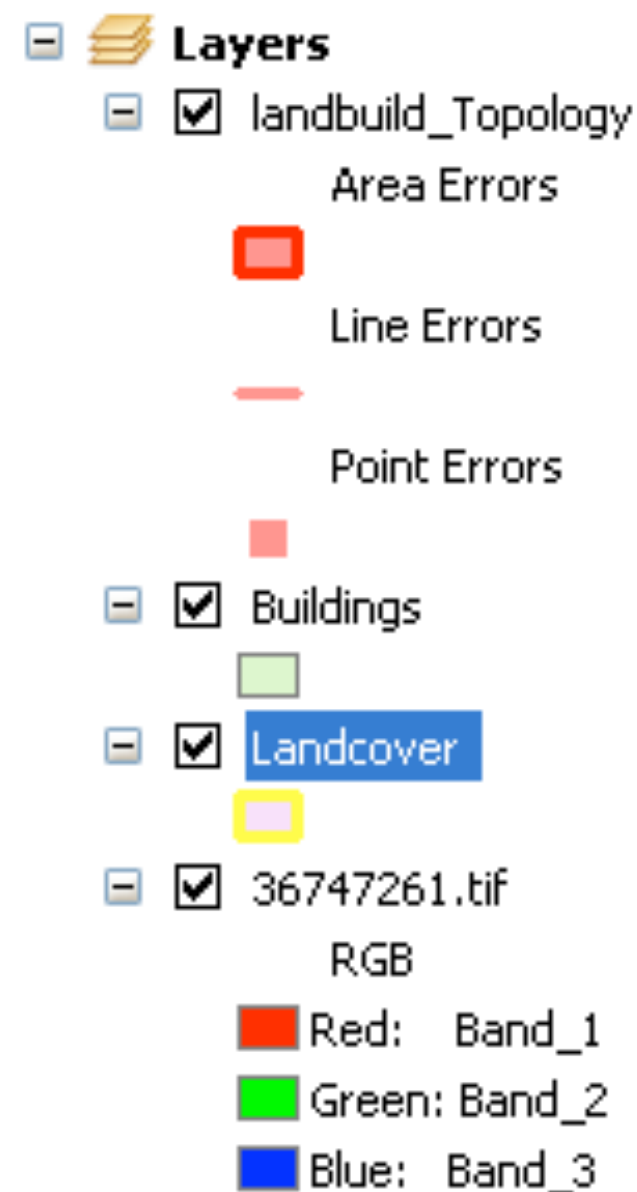 Layers
landbuild_Topology
Area Errors
Line Errors
Point Errors
Buildings
Landcover
36747261.tif
RGB
Red: Band_1
Green: Band_2
Blue: Band_3